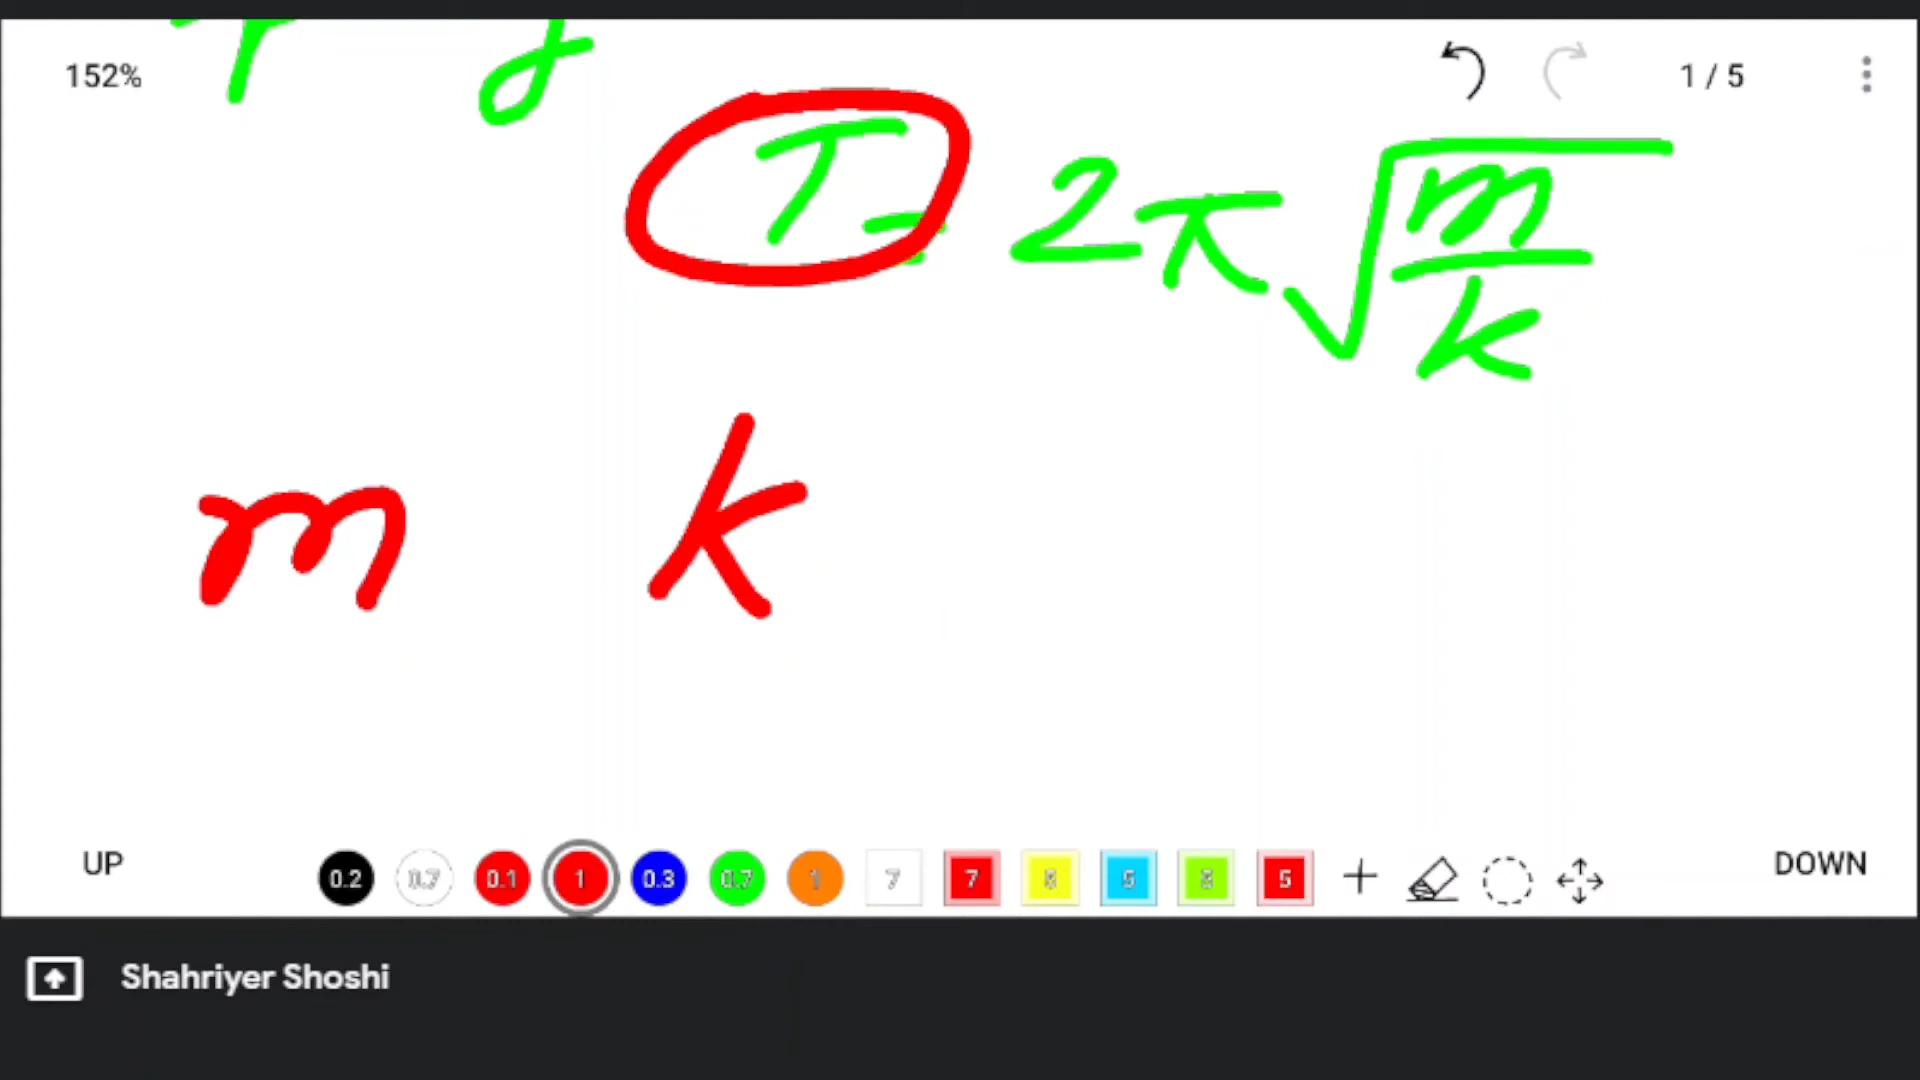 152%
1 / 5
T = 2π√m/k
m k
UP
0.2 0.7 0.1 1 0.3 0.7 1 7 7 8 5 8 5
DOWN
Shahriyer Shoshi